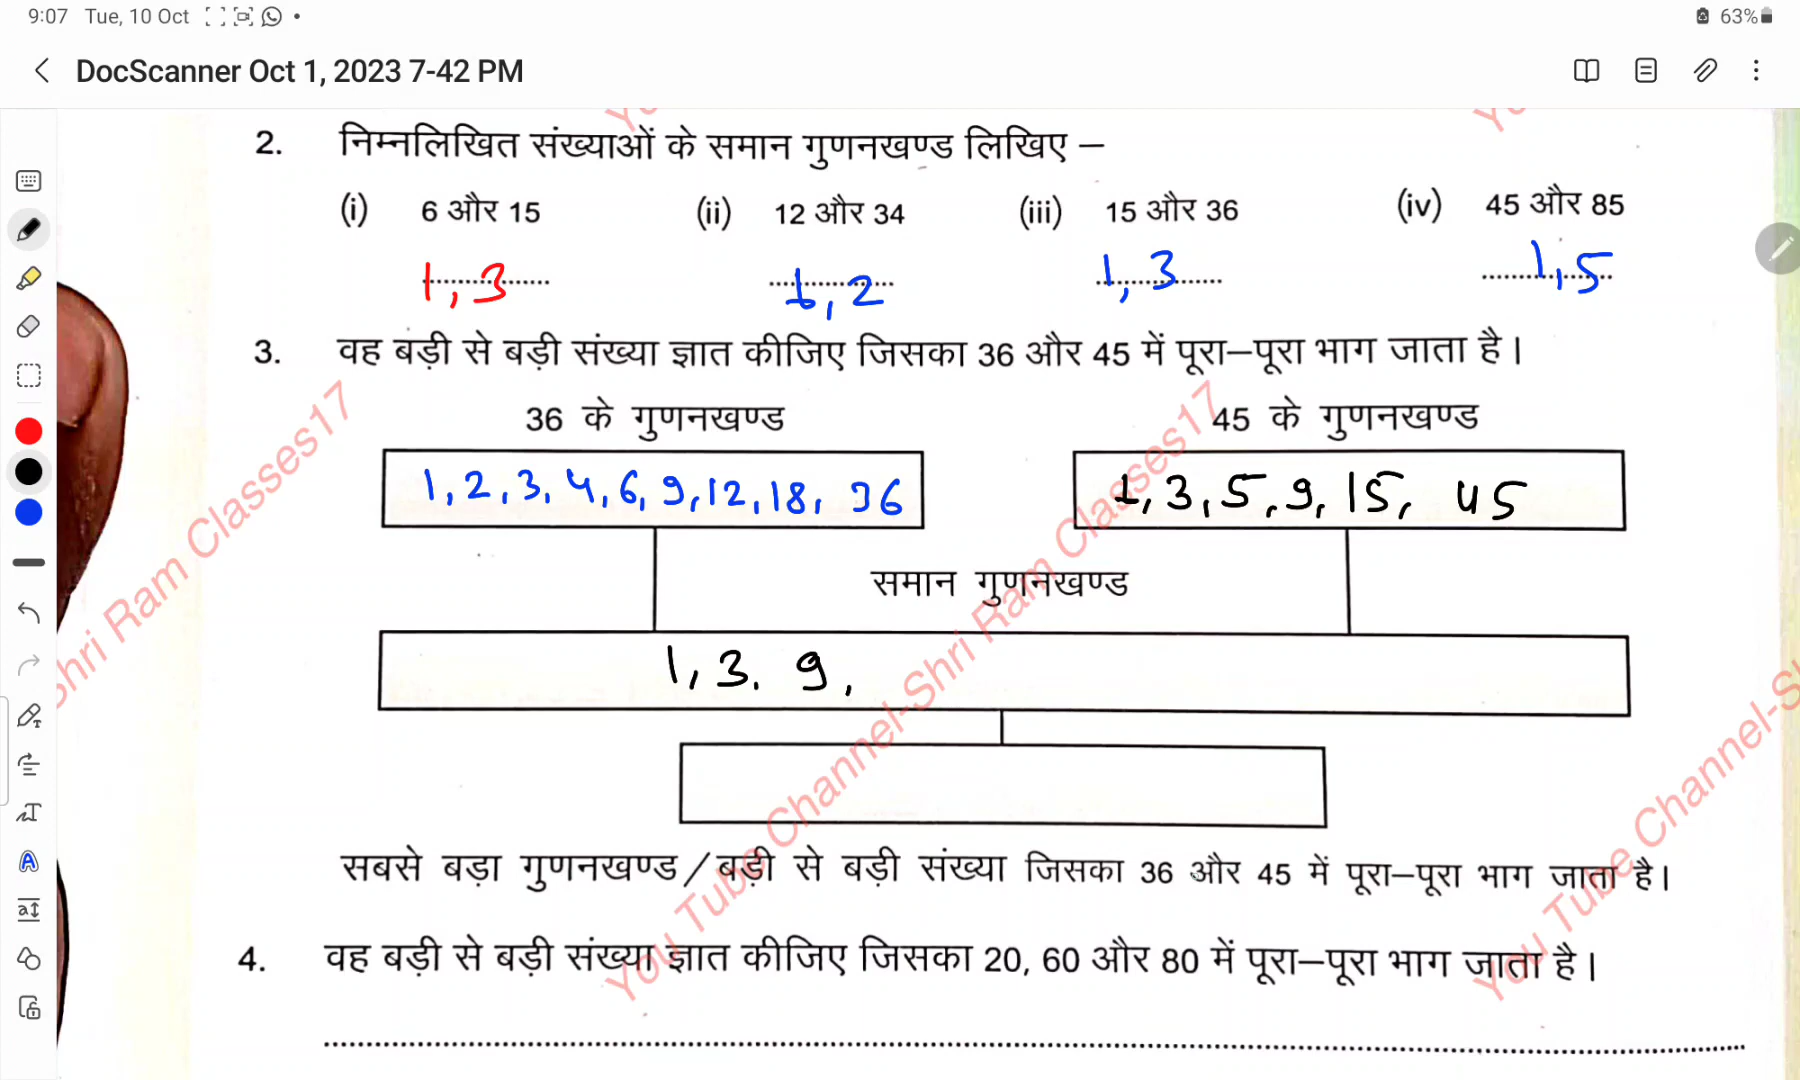 9:07 Tue, 10 Oct
63%
DocScanner Oct 1, 2023 7-42 PM
2. निम्नलिखित संख्याओं के समान गुणनखण्ड लिखिए –
(i) 6 और 15 (ii) 12 और 34 (iii) 15 और 36 (iv) 45 और 85
1, 3 1, 2 1, 3 1, 5
3. वह बड़ी से बड़ी संख्या ज्ञात कीजिए जिसका 36 और 45 में पूरा–पूरा भाग जाता है।
36 के गुणनखण्ड 45 के गुणनखण्ड
1, 2, 3, 4, 6, 9, 12, 18, 36 1, 3, 5, 9, 15, 45
समान गुणनखण्ड
1, 3. 9,
सबसे बड़ा गुणनखण्ड / बड़ी से बड़ी संख्या जिसका 36 और 45 में पूरा–पूरा भाग जाता है।
4. वह बड़ी से बड़ी संख्या ज्ञात कीजिए जिसका 20, 60 और 80 में पूरा–पूरा भाग जाता है।
Shri Ram Classes17
You Tube Channel-Shri Ram Classes17
You Tube Channel-S